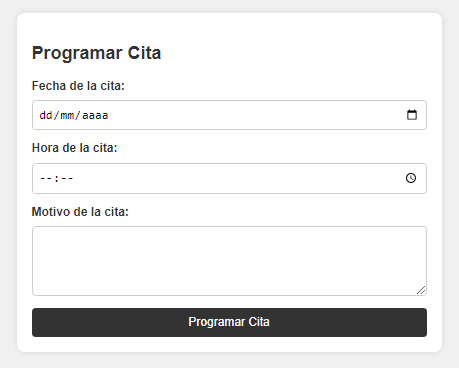 Programar Cita
Fecha de la cita:
dd/mm/aaaa
Hora de la cita:
--:--
Motivo de la cita:
Programar Cita